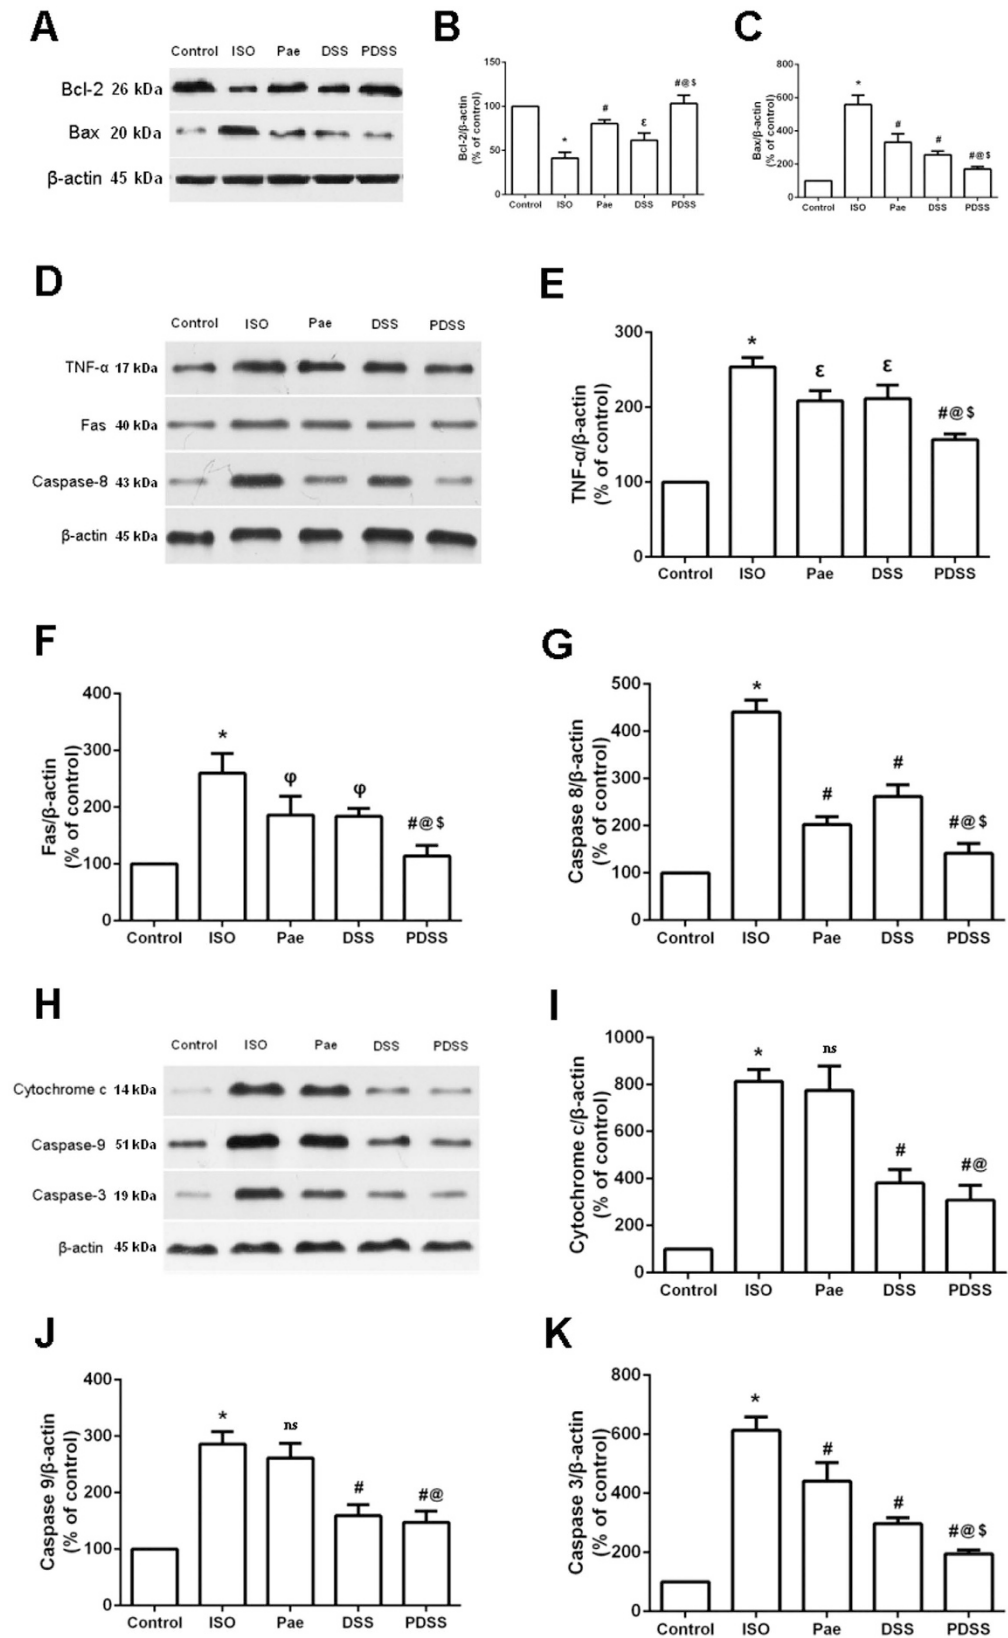 A
Control ISO Pae DSS PDSS
Bcl-2 26 kDa
Bax 20 kDa
β-actin 45 kDa
B
Bcl-2/β-actin
(% of control)
150
100
50
0
* # ε #@$
Control ISO Pae DSS PDSS
C
Bax/β-actin
(% of control)
800
600
400
200
0
* # # #@$
Control ISO Pae DSS PDSS
D
Control ISO Pae DSS PDSS
TNF-α 17 kDa
Fas 40 kDa
Caspase-8 43 kDa
β-actin 45 kDa
E
TNF-α/β-actin
(% of control)
300
200
100
0
* ε ε #@$
Control ISO Pae DSS PDSS
F
Fas/β-actin
(% of control)
400
300
200
100
0
* φ φ #@$
Control ISO Pae DSS PDSS
G
Caspase 8/β-actin
(% of control)
500
400
300
200
100
0
* # # #@$
Control ISO Pae DSS PDSS
H
Control ISO Pae DSS PDSS
Cytochrome c 14 kDa
Caspase-9 51 kDa
Caspase-3 19 kDa
β-actin 45 kDa
I
Cytochrome c/β-actin
(% of control)
1000
800
600
400
200
0
* ns # #@
Control ISO Pae DSS PDSS
J
Caspase 9/β-actin
(% of control)
400
300
200
100
0
* ns # #@
Control ISO Pae DSS PDSS
K
Caspase 3/β-actin
(% of control)
800
600
400
200
0
* # # #@$
Control ISO Pae DSS PDSS